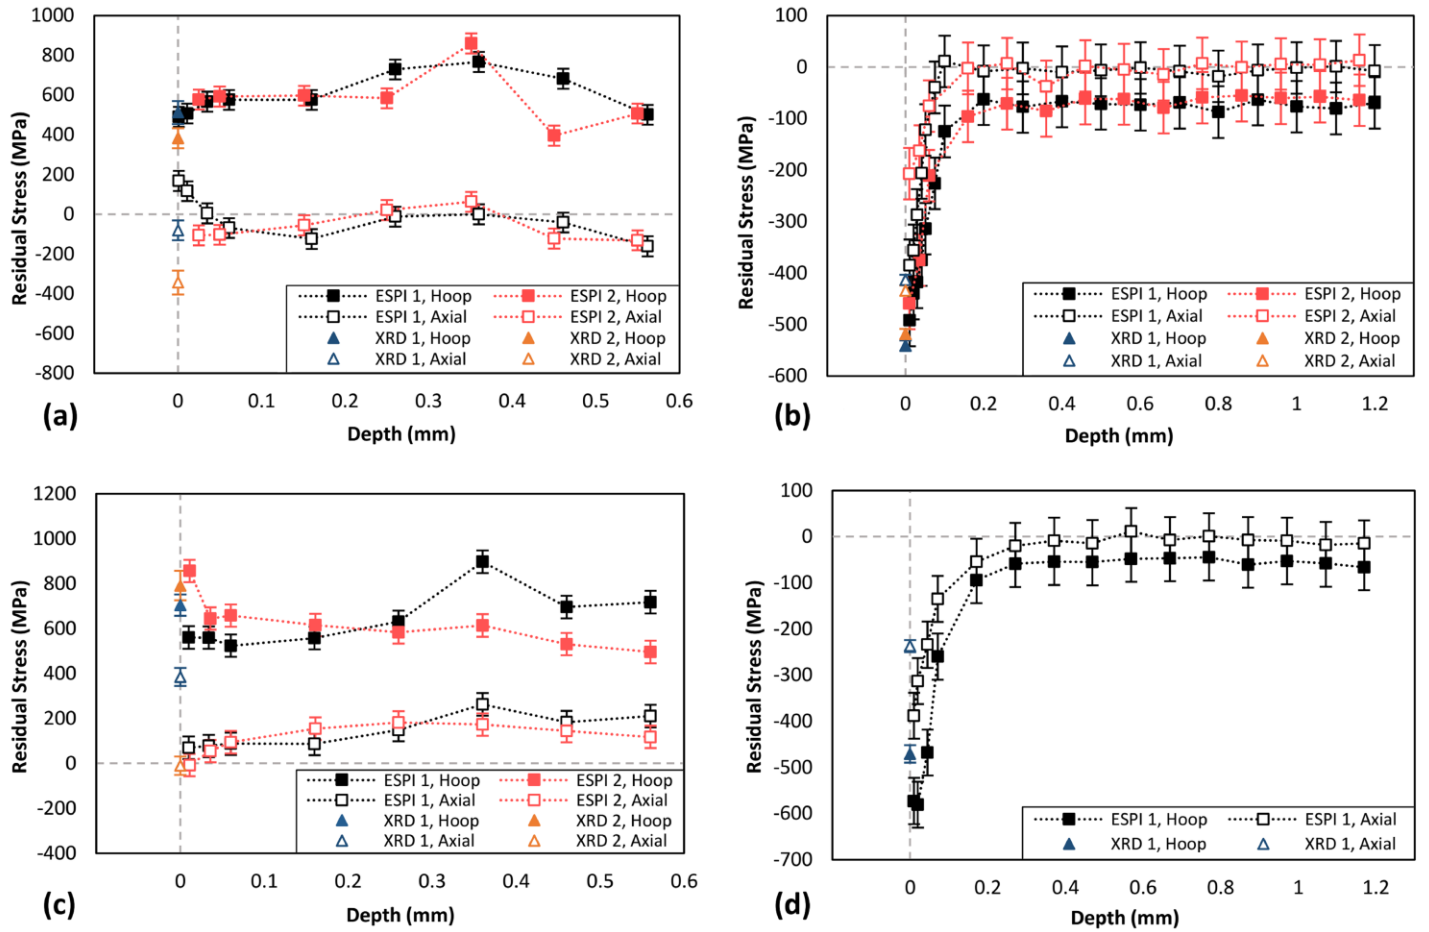 1000
800
600
400
200
0
-200
-400
-600
-800
Residual Stress (MPa)
ESPI 1, Hoop
ESPI 2, Hoop
ESPI 1, Axial
ESPI 2, Axial
XRD 1, Hoop
XRD 2, Hoop
XRD 1, Axial
XRD 2, Axial
0 0.1 0.2 0.3 0.4 0.5 0.6
Depth (mm)
(a)
100
0
-100
-200
-300
-400
-500
-600
Residual Stress (MPa)
ESPI 1, Hoop
ESPI 2, Hoop
ESPI 1, Axial
ESPI 2, Axial
XRD 1, Hoop
XRD 2, Hoop
XRD 1, Axial
XRD 2, Axial
0 0.2 0.4 0.6 0.8 1 1.2
Depth (mm)
(b)
1200
1000
800
600
400
200
0
-200
-400
Residual Stress (MPa)
ESPI 1, Hoop
ESPI 2, Hoop
ESPI 1, Axial
ESPI 2, Axial
XRD 1, Hoop
XRD 2, Hoop
XRD 1, Axial
XRD 2, Axial
0 0.1 0.2 0.3 0.4 0.5 0.6
Depth (mm)
(c)
100
0
-100
-200
-300
-400
-500
-600
-700
Residual Stress (MPa)
ESPI 1, Hoop
ESPI 1, Axial
XRD 1, Hoop
XRD 1, Axial
0 0.2 0.4 0.6 0.8 1 1.2
Depth (mm)
(d)